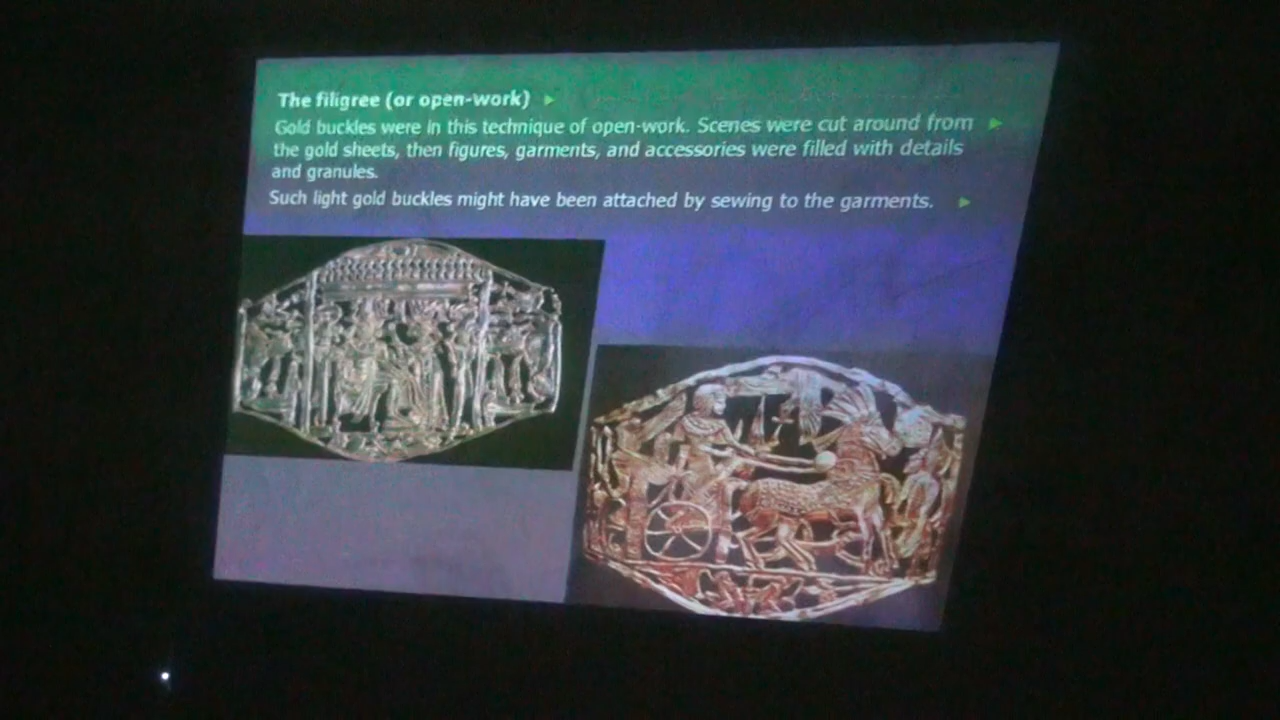 The filigree (or open-work)
Gold buckles were in this technique of open-work. Scenes were cut around from
the gold sheets, then figures, garments, and accessories were filled with details
and granules.
Such light gold buckles might have been attached by sewing to the garments.